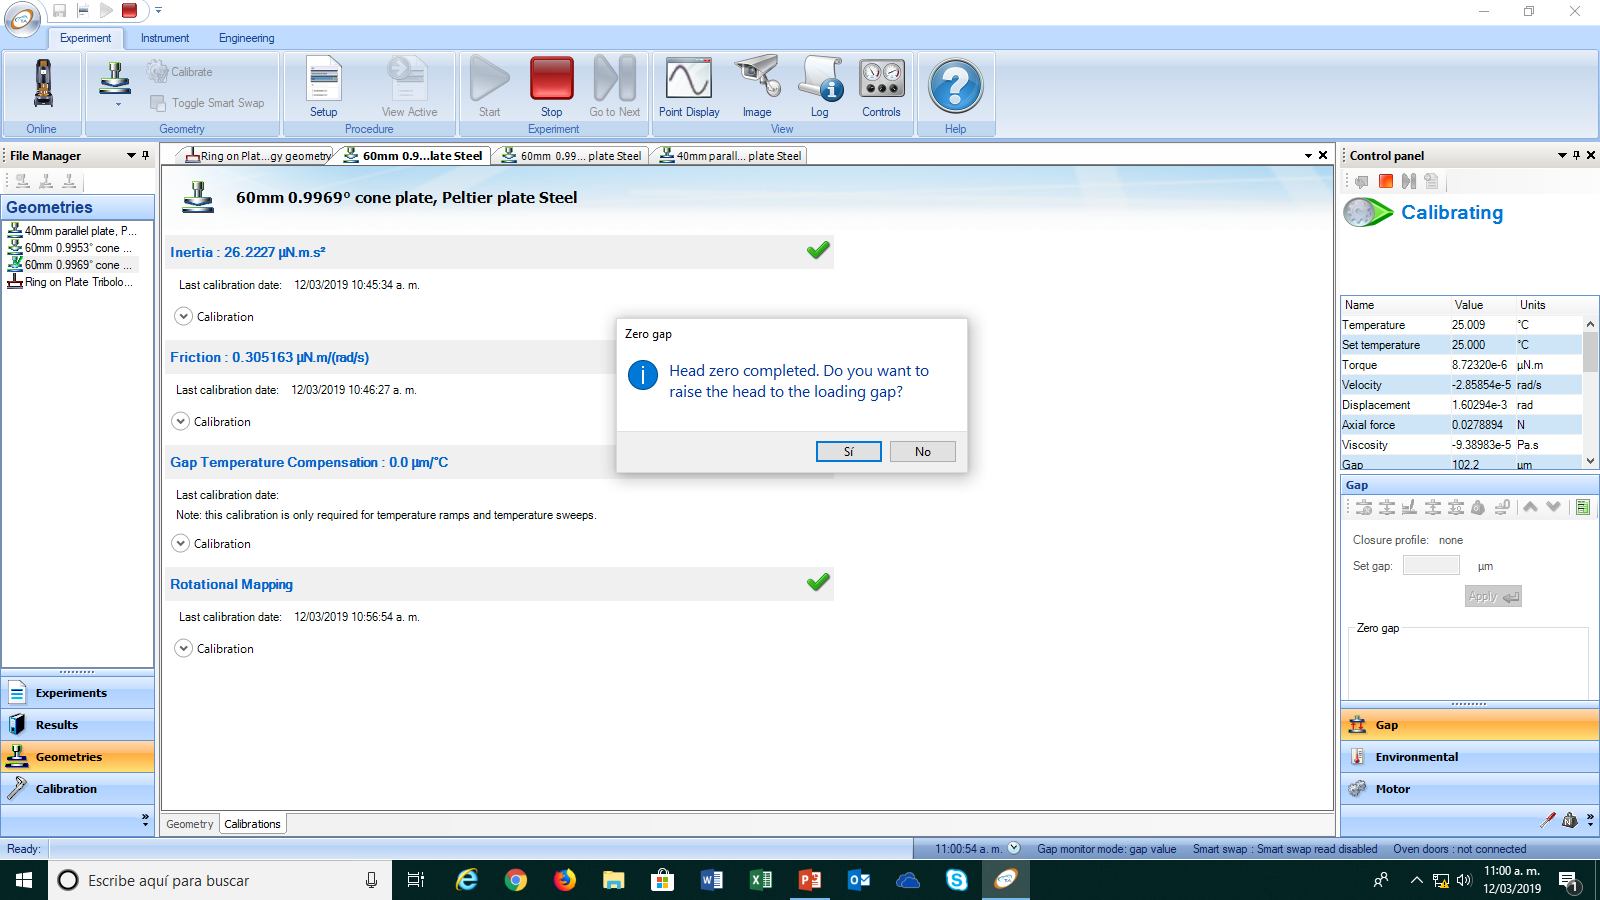 Experiment
Instrument
Engineering
Calibrate
Toggle Smart Swap
Setup
View Active
Start
Stop
Go to Next
Point Display
Image
Log
Controls
Online
Geometry
Procedure
Experiment
View
Help
File Manager
Geometries
40mm parallel plate, P...
60mm 0.9953° cone ...
60mm 0.9969° cone ...
Ring on Plate Tribolo...
Experiments
Results
Geometries
Calibration
Ring on Plat...gy geometry
60mm 0.9...late Steel
60mm 0.99... plate Steel
40mm parall... plate Steel
60mm 0.9969° cone plate, Peltier plate Steel
Inertia : 26.2227 µN.m.s²
Last calibration date: 12/03/2019 10:45:34 a. m.
Calibration
Friction : 0.305163 µN.m/(rad/s)
Last calibration date: 12/03/2019 10:46:27 a. m.
Calibration
Gap Temperature Compensation : 0.0 µm/°C
Last calibration date:
Note: this calibration is only required for temperature ramps and temperature sweeps.
Calibration
Rotational Mapping
Last calibration date: 12/03/2019 10:56:54 a. m.
Calibration
Geometry
Calibrations
Zero gap
Head zero completed. Do you want to
raise the head to the loading gap?
Sí
No
Control panel
Calibrating
Name Value Units
Temperature 25.009 °C
Set temperature 25.000 °C
Torque 8.72320e-6 µN.m
Velocity -2.85854e-5 rad/s
Displacement 1.60294e-3 rad
Axial force 0.0278894 N
Viscosity -9.38983e-5 Pa.s
Gap 102.2 µm
Gap
Closure profile: none
Set gap: µm
Apply
Zero gap
Gap
Environmental
Motor
Ready:
11:00:54 a. m.
Gap monitor mode: gap value
Smart swap : Smart swap read disabled
Oven doors : not connected
Escribe aquí para buscar
11:00 a. m.
12/03/2019
1